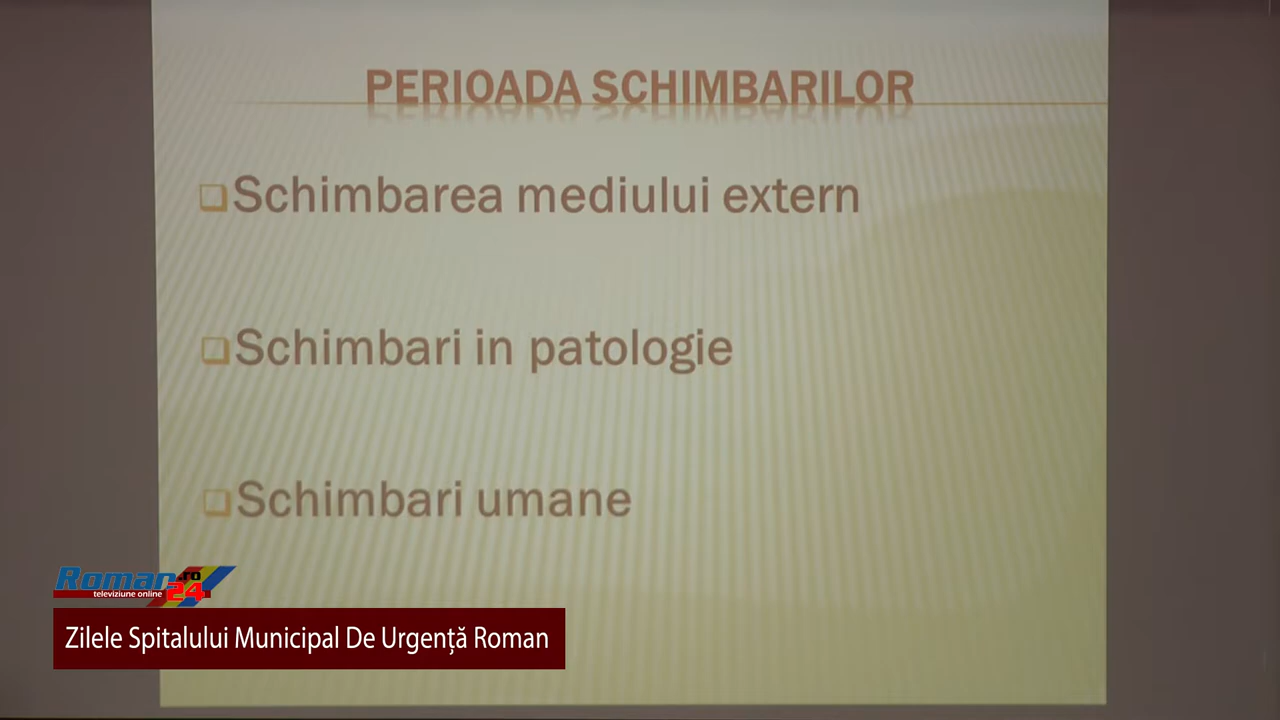 PERIOADA SCHIMBARILOR
Schimbarea mediului extern
Schimbari in patologie
Schimbari umane
Roman .ro
24
televiziune online
Zilele Spitalului Municipal De Urgență Roman